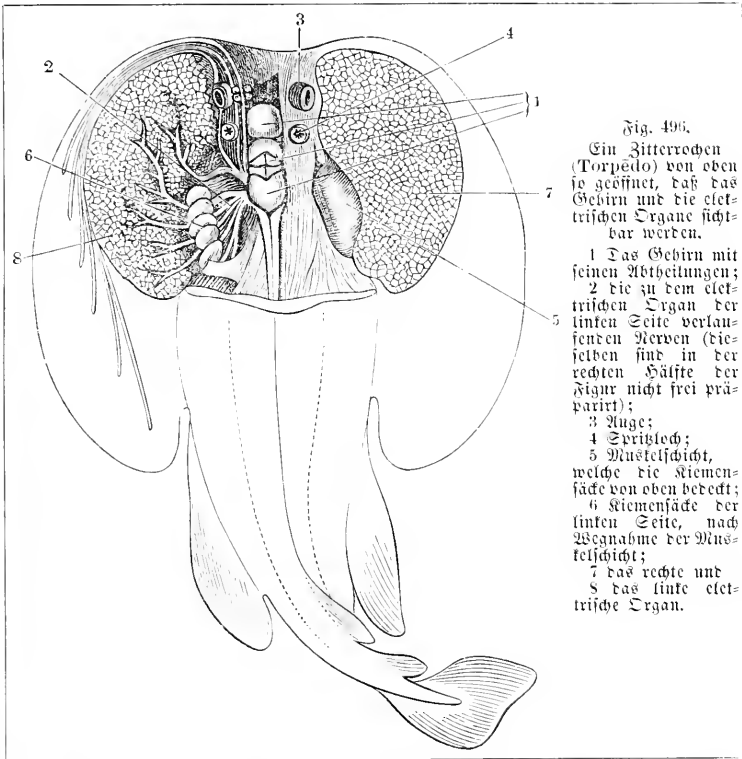 3
4
2
1
6
7
8
5
Fig. 496.
Ein Zitterrochen
(Torpēdo) von oben
so geöffnet, daß das
Gehirn und die elek=
trischen Organe sicht=
bar werden.
1 Das Gehirn mit
seinen Abtheilungen;
2 die zu dem elek=
trischen Organ der
linken Seite verlau=
fenden Nerven (die=
selben sind in der
rechten Hälfte der
Figur nicht frei prä=
parirt);
3 Auge;
4 Spritzloch;
5 Muskelschicht,
welche die Kiemen=
säcke von oben bedeckt;
6 Kiemensäcke der
linken Seite, nach
Wegnahme der Mus=
kelschicht;
7 das rechte und
8 das linke elek=
trische Organ.